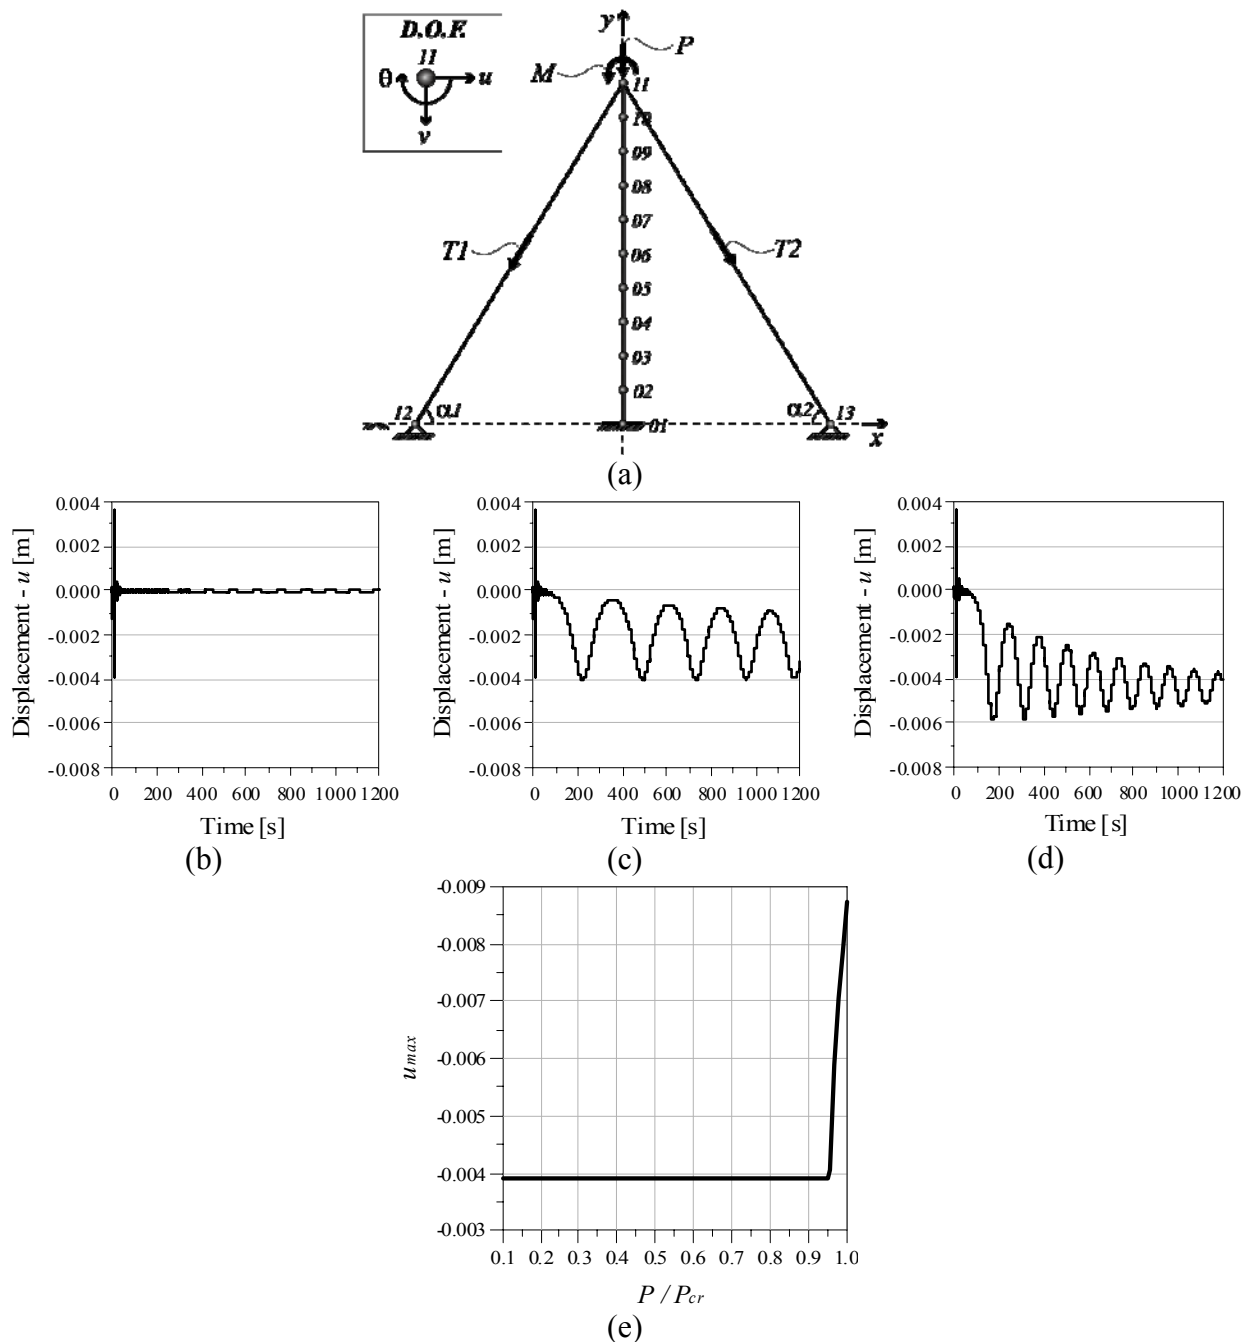 D.O.F.
11
θ
u
v
y
P
M
11
10
09
08
07
06
05
04
03
02
01
T1
T2
12
α1
α2
13
x
(a)
0.004
0.002
0.000
-0.002
-0.004
-0.006
-0.008
Displacement - u [m]
0 200 400 600 800 1000 1200
Time [s]
(b)
0.004
0.002
0.000
-0.002
-0.004
-0.006
-0.008
Displacement - u [m]
0 200 400 600 800 1000 1200
Time [s]
(c)
0.004
0.002
0.000
-0.002
-0.004
-0.006
-0.008
Displacement - u [m]
0 200 400 600 800 1000 1200
Time [s]
(d)
-0.009
-0.008
-0.007
-0.006
-0.005
-0.004
-0.003
umax
0.1 0.2 0.3 0.4 0.5 0.6 0.7 0.8 0.9 1.0
P / Pcr
(e)